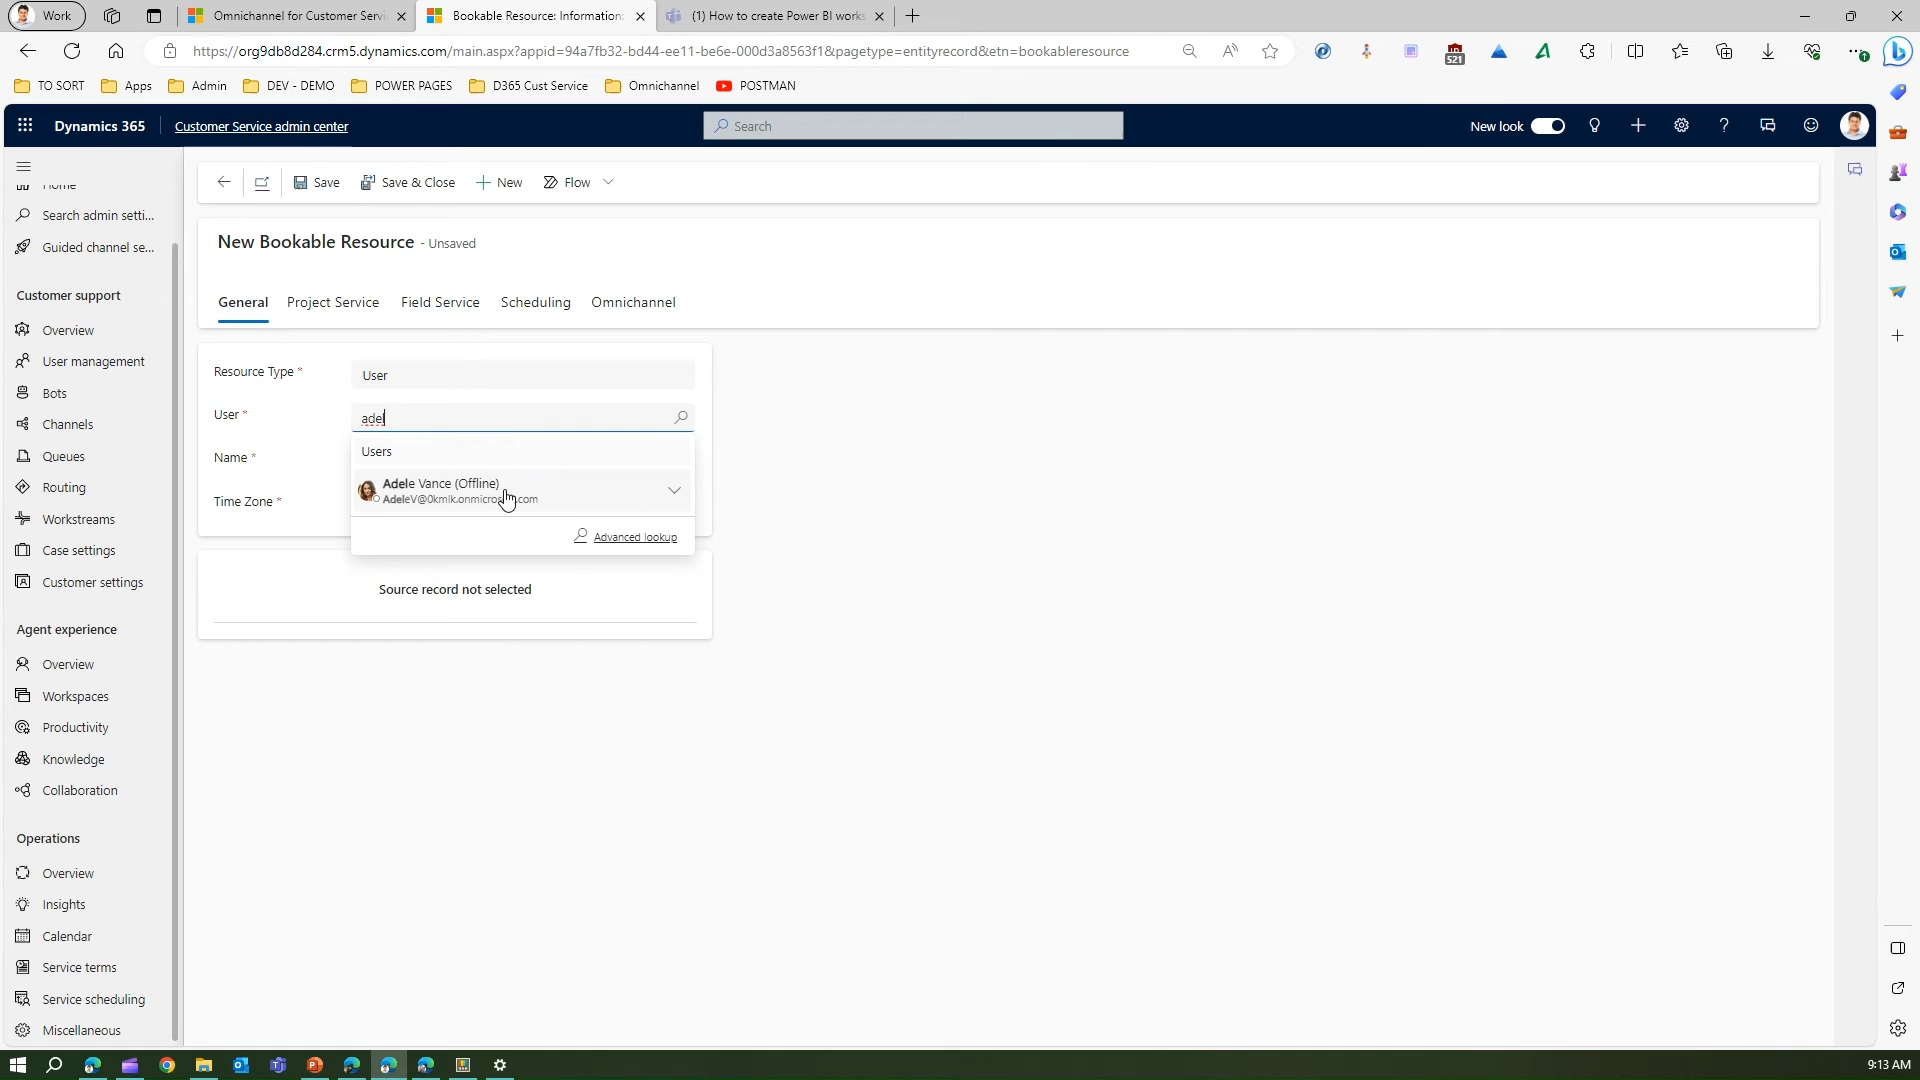 Work
Omnichannel for Customer Servi
Bookable Resource: Information:
(1) How to create Power BI works
https://org9db8d284.crm5.dynamics.com/main.aspx?appid=94a7fb32-bd44-ee11-be6e-000d3a8563f1&pagetype=entityrecord&etn=bookableresource
521
TO SORT
Apps
Admin
DEV - DEMO
POWER PAGES
D365 Cust Service
Omnichannel
POSTMAN
Dynamics 365
Customer Service admin center
Search
New look
Home
Search admin setti...
Guided channel se...
Customer support
Overview
User management
Bots
Channels
Queues
Routing
Workstreams
Case settings
Customer settings
Agent experience
Overview
Workspaces
Productivity
Knowledge
Collaboration
Operations
Overview
Insights
Calendar
Service terms
Service scheduling
Miscellaneous
Save
Save & Close
New
Flow
New Bookable Resource - Unsaved
General
Project Service
Field Service
Scheduling
Omnichannel
Resource Type *
User
User *
adel
Users
Name *
Adele Vance (Offline)
Time Zone *
Advanced lookup
Source record not selected
9:13 AM